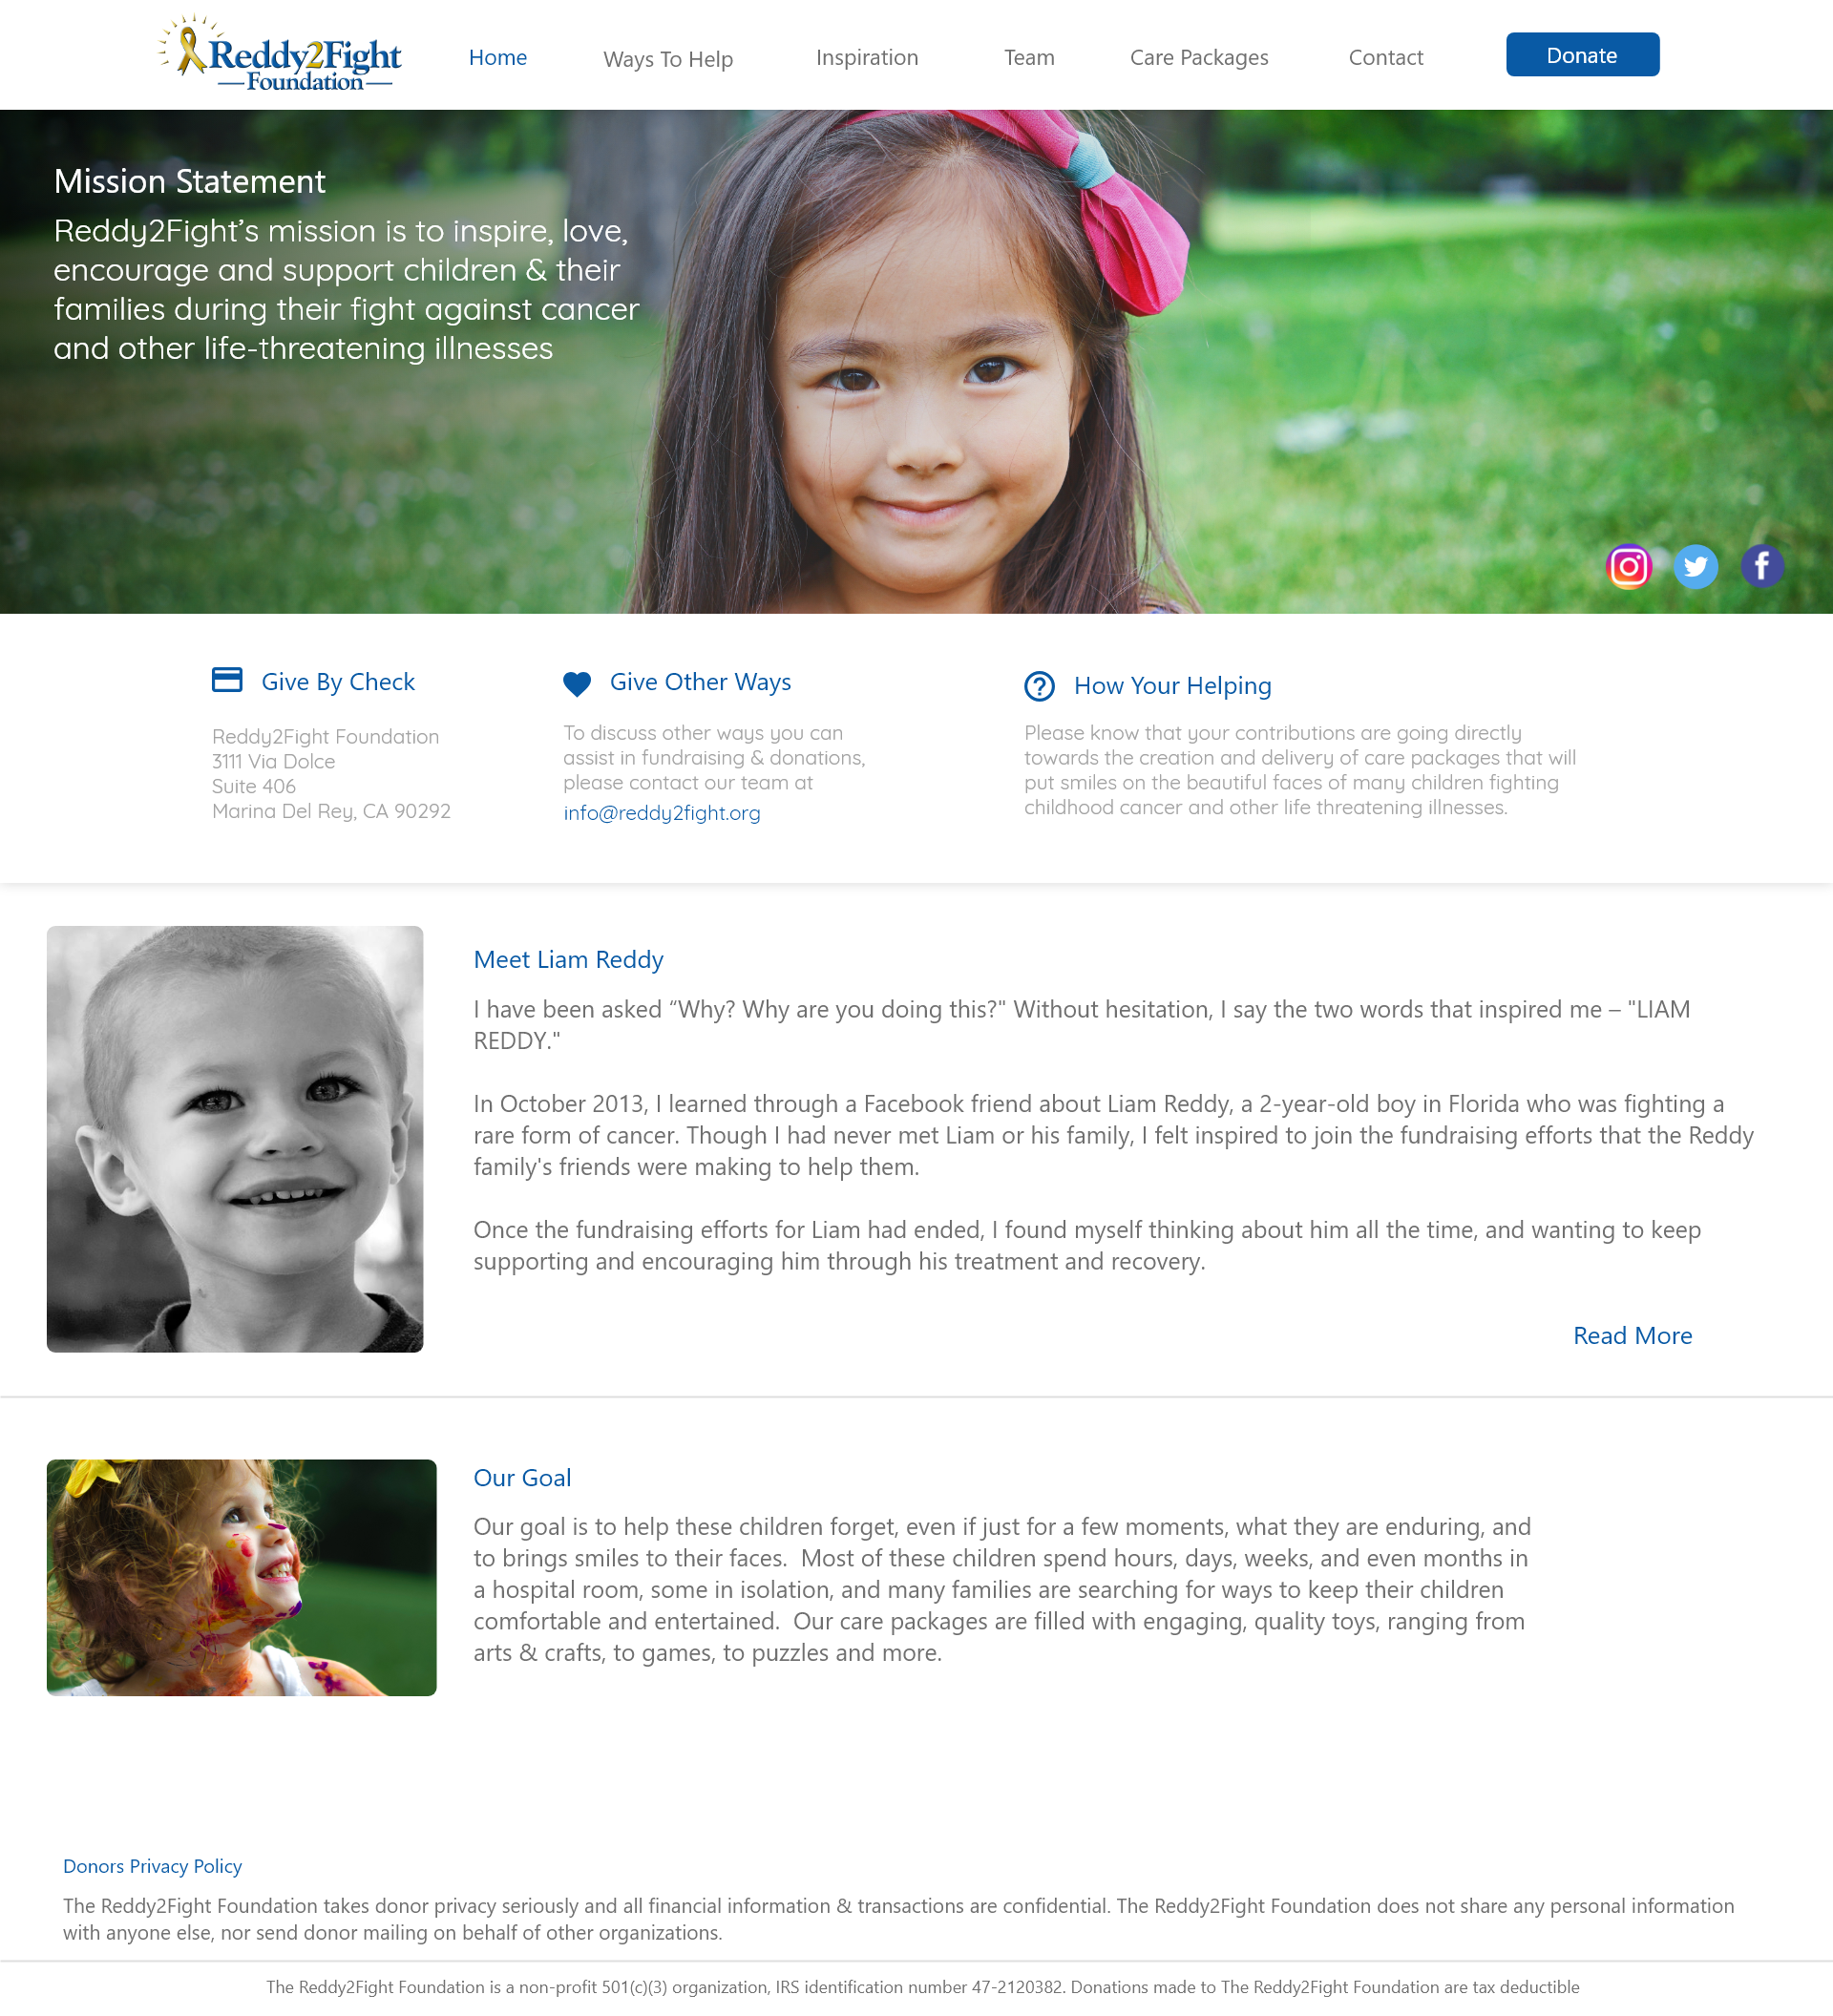 Reddy2Fight
Foundation
Home
Ways To Help
Inspiration
Team
Care Packages
Contact
Donate
Mission Statement
Reddy2Fight’s mission is to inspire, love,
encourage and support children & their
families during their fight against cancer
and other life-threatening illnesses
Give By Check
Reddy2Fight Foundation
3111 Via Dolce
Suite 406
Marina Del Rey, CA 90292
Give Other Ways
To discuss other ways you can
assist in fundraising & donations,
please contact our team at
info@reddy2fight.org
How Your Helping
Please know that your contributions are going directly
towards the creation and delivery of care packages that will
put smiles on the beautiful faces of many children fighting
childhood cancer and other life threatening illnesses.
Meet Liam Reddy
I have been asked “Why? Why are you doing this?" Without hesitation, I say the two words that inspired me – "LIAM
REDDY."
In October 2013, I learned through a Facebook friend about Liam Reddy, a 2-year-old boy in Florida who was fighting a
rare form of cancer. Though I had never met Liam or his family, I felt inspired to join the fundraising efforts that the Reddy
family's friends were making to help them.
Once the fundraising efforts for Liam had ended, I found myself thinking about him all the time, and wanting to keep
supporting and encouraging him through his treatment and recovery.
Read More
Our Goal
Our goal is to help these children forget, even if just for a few moments, what they are enduring, and
to brings smiles to their faces.  Most of these children spend hours, days, weeks, and even months in
a hospital room, some in isolation, and many families are searching for ways to keep their children
comfortable and entertained.  Our care packages are filled with engaging, quality toys, ranging from
arts & crafts, to games, to puzzles and more.
Donors Privacy Policy
The Reddy2Fight Foundation takes donor privacy seriously and all financial information & transactions are confidential. The Reddy2Fight Foundation does not share any personal information
with anyone else, nor send donor mailing on behalf of other organizations.
The Reddy2Fight Foundation is a non-profit 501(c)(3) organization, IRS identification number 47-2120382. Donations made to The Reddy2Fight Foundation are tax deductible